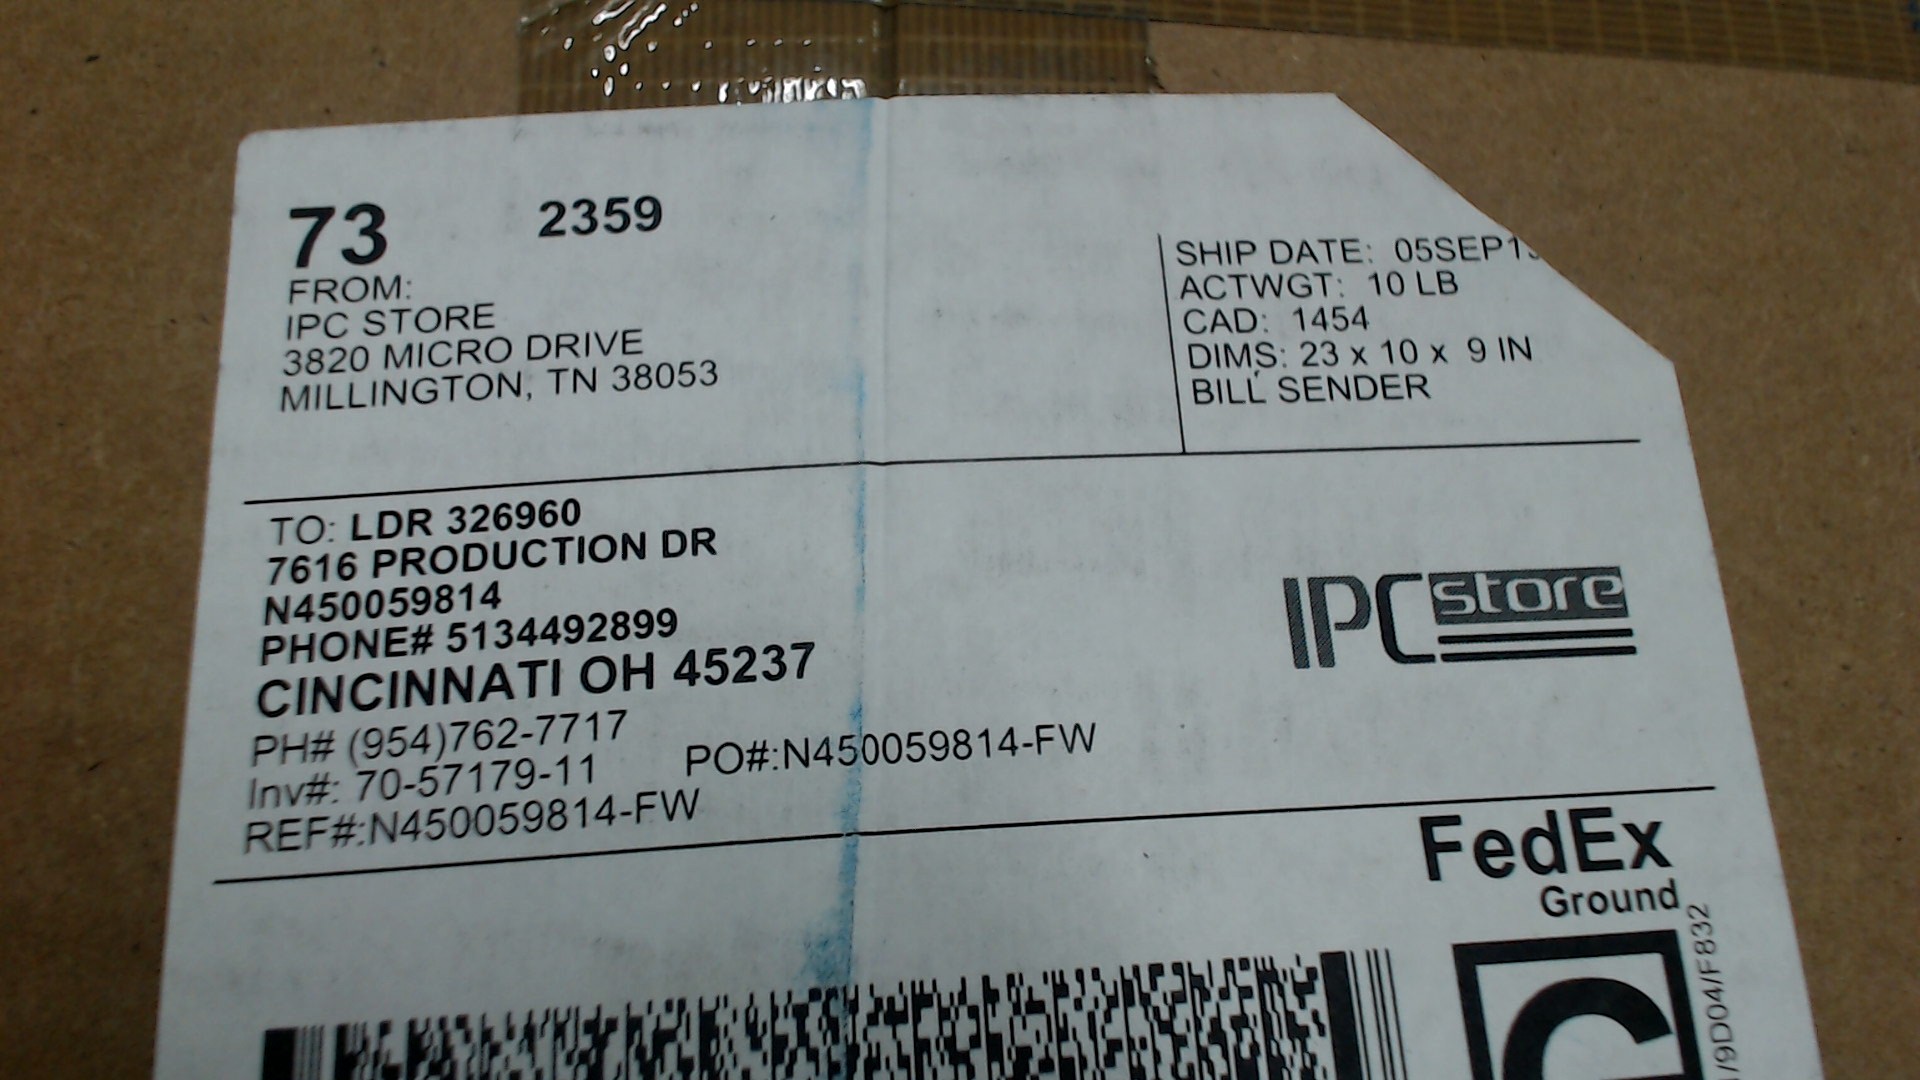 73 2359
FROM:
IPC STORE
3820 MICRO DRIVE
MILLINGTON, TN 38053
SHIP DATE: 05SEP1
ACTWGT: 10 LB
CAD: 1454
DIMS: 23 x 10 x 9 IN
BILL SENDER
TO: LDR 326960
7616 PRODUCTION DR
N450059814
PHONE# 5134492899
CINCINNATI OH 45237
PH# (954)762-7717
Inv#: 70-57179-11 PO#:N450059814-FW
REF#:N450059814-FW
IPC store
FedEx
Ground
G
/9D04/F832